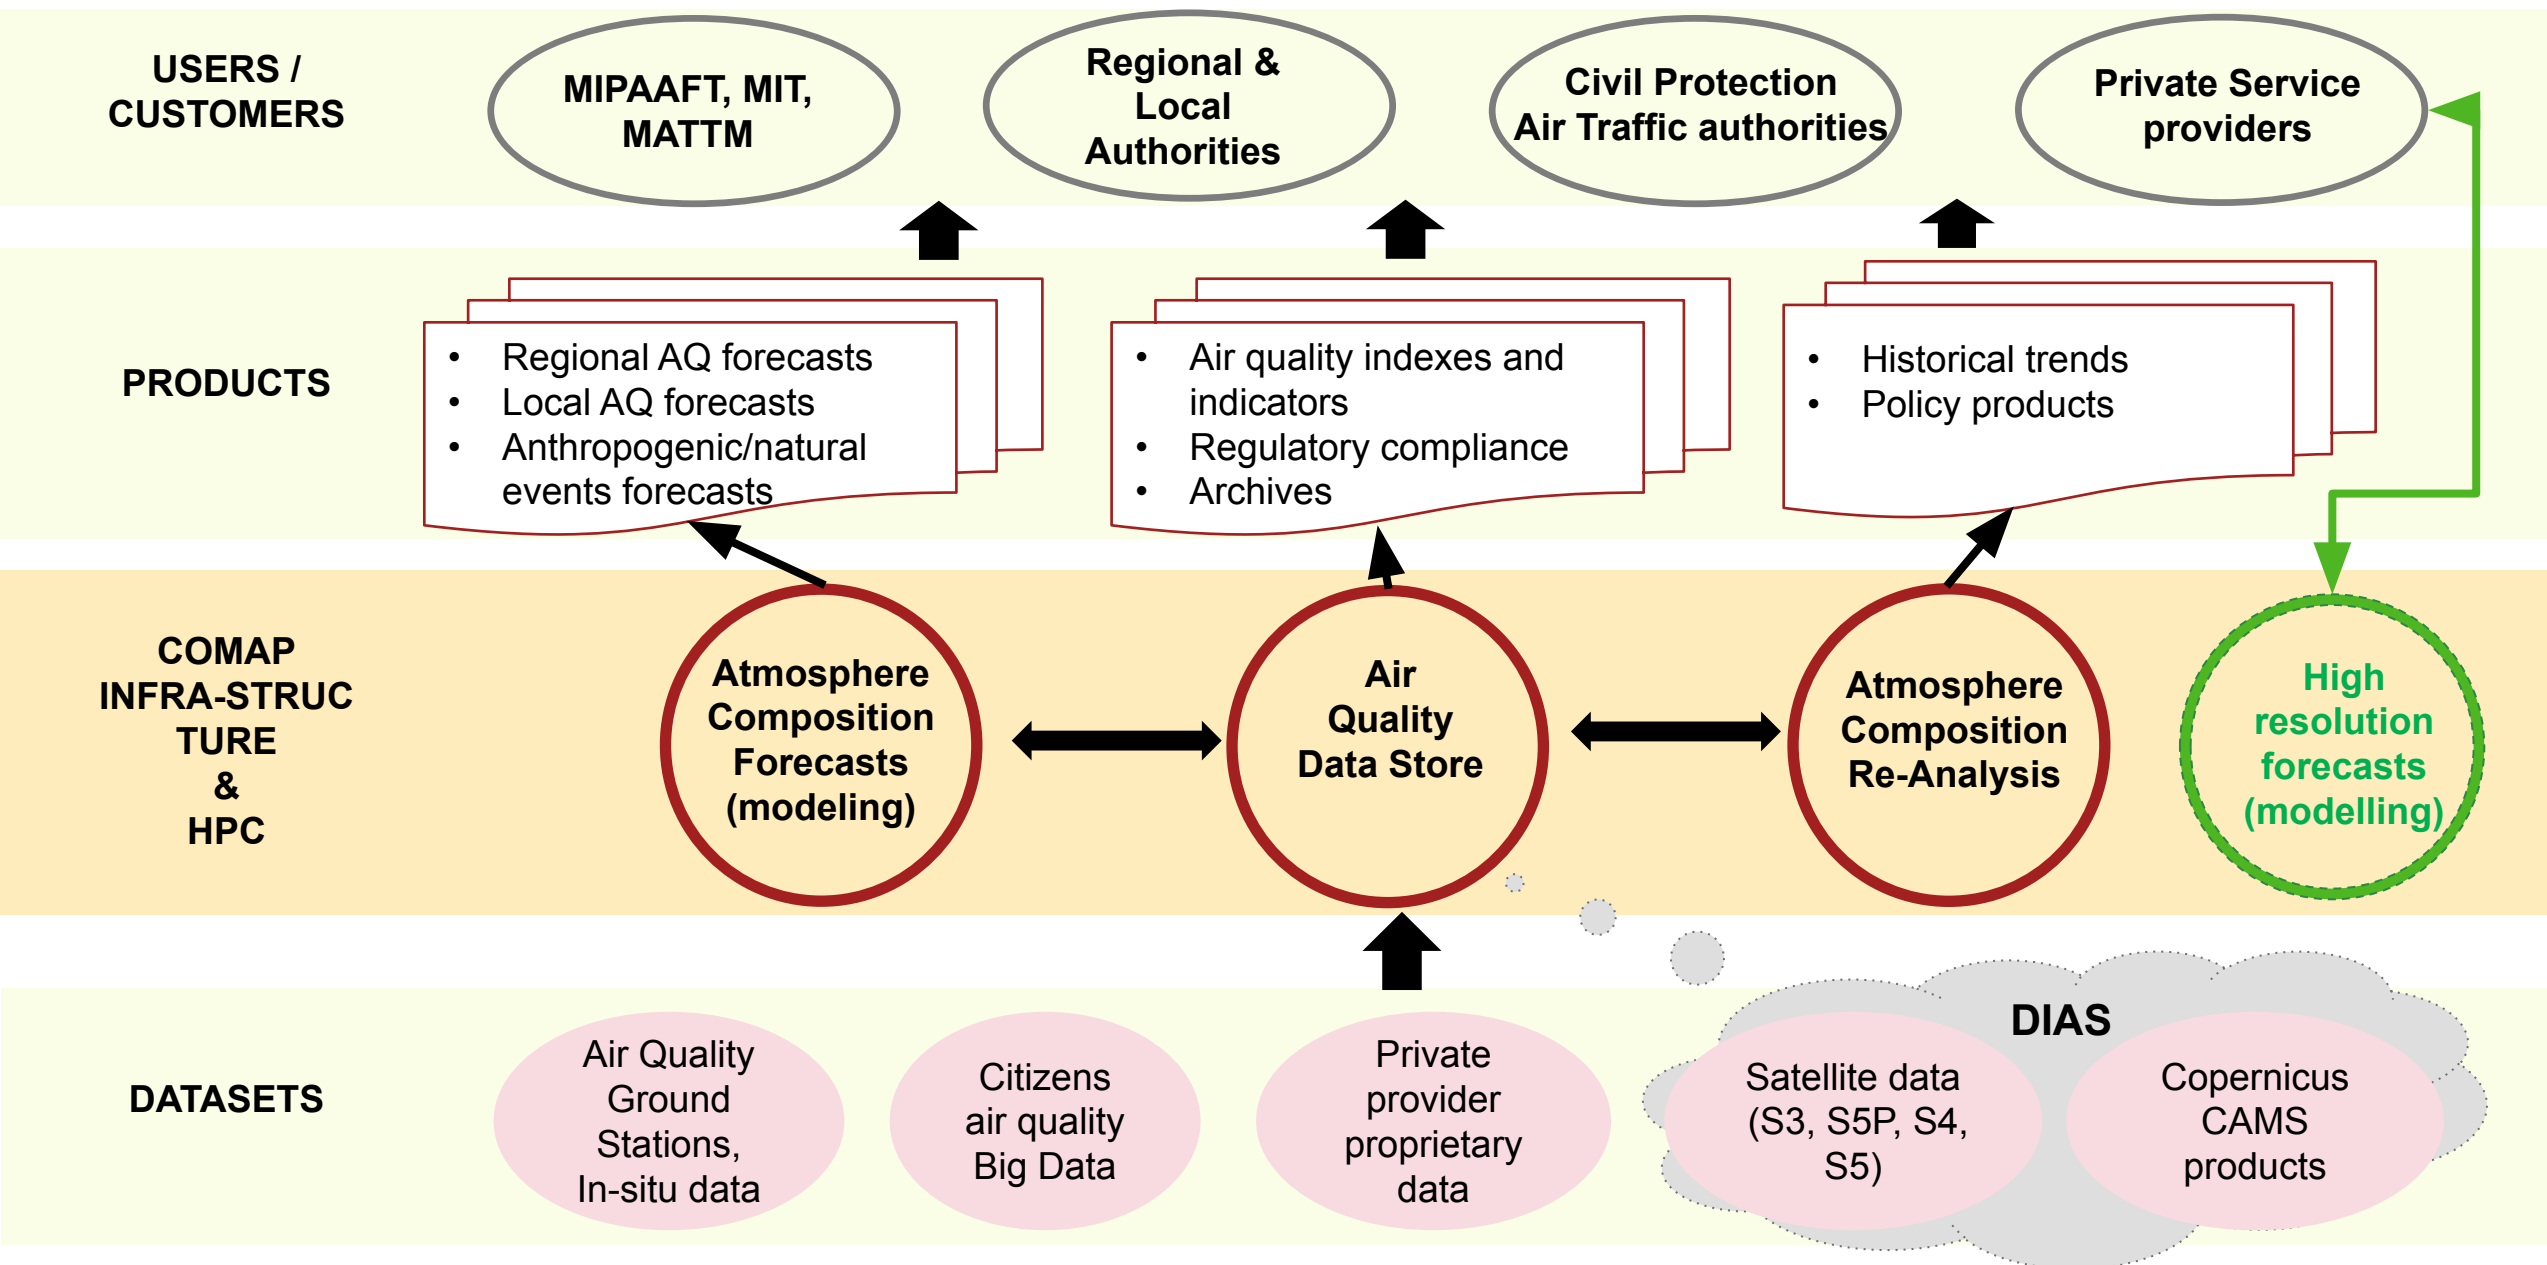 USERS /
CUSTOMERS
MIPAAFT, MIT,
MATTM
Regional &
Local
Authorities
Civil Protection
Air Traffic authorities
Private Service
providers
PRODUCTS
• Regional AQ forecasts
• Local AQ forecasts
• Anthropogenic/natural
events forecasts
• Air quality indexes and
indicators
• Regulatory compliance
• Archives
• Historical trends
• Policy products
COMAP
INFRA-STRUC
TURE
&
HPC
Atmosphere
Composition
Forecasts
(modeling)
Air
Quality
Data Store
Atmosphere
Composition
Re-Analysis
High
resolution
forecasts
(modelling)
DATASETS
Air Quality
Ground
Stations,
In-situ data
Citizens
air quality
Big Data
Private
provider
proprietary
data
DIAS
Satellite data
(S3, S5P, S4,
S5)
Copernicus
CAMS
products